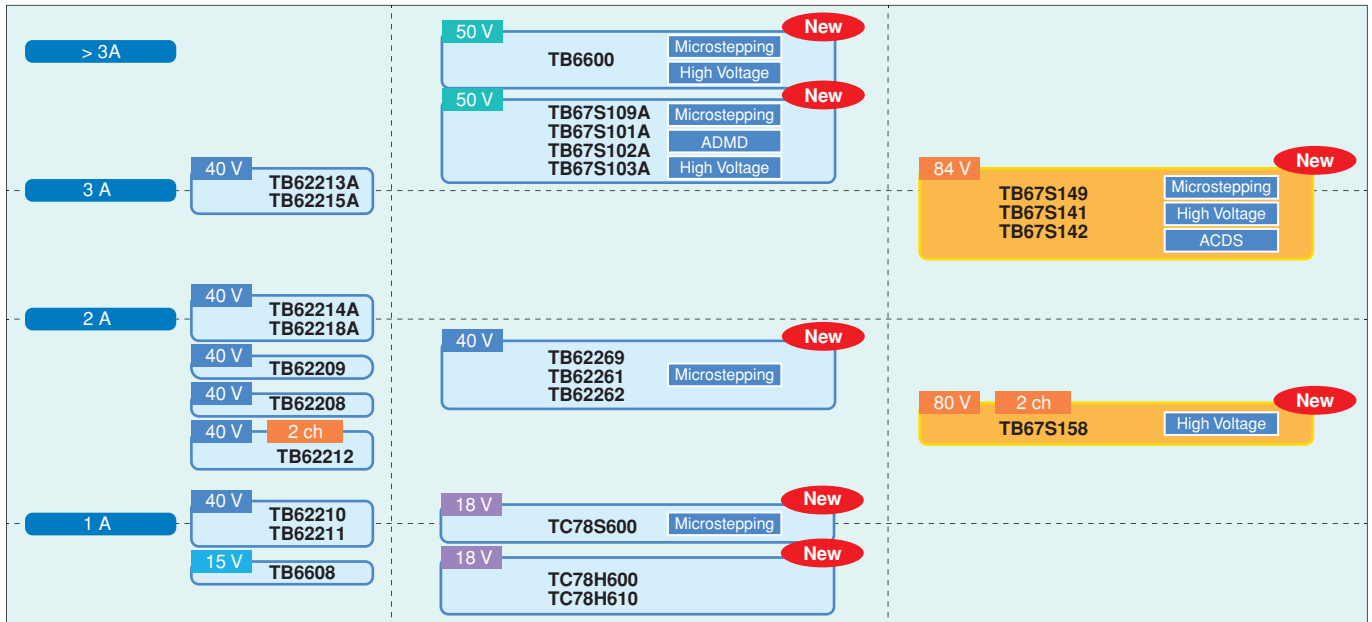 > 3A
50 V
New
TB6600
Microstepping
High Voltage
50 V
New
TB67S109A
TB67S101A
TB67S102A
TB67S103A
Microstepping
ADMD
High Voltage
3 A
40 V
TB62213A
TB62215A
84 V
New
TB67S149
TB67S141
TB67S142
Microstepping
High Voltage
ACDS
2 A
40 V
TB62214A
TB62218A
40 V
TB62209
40 V
TB62208
40 V
2 ch
TB62212
40 V
New
TB62269
TB62261
TB62262
Microstepping
80 V
2 ch
New
TB67S158
High Voltage
1 A
40 V
TB62210
TB62211
15 V
TB6608
18 V
New
TC78S600
Microstepping
18 V
New
TC78H600
TC78H610